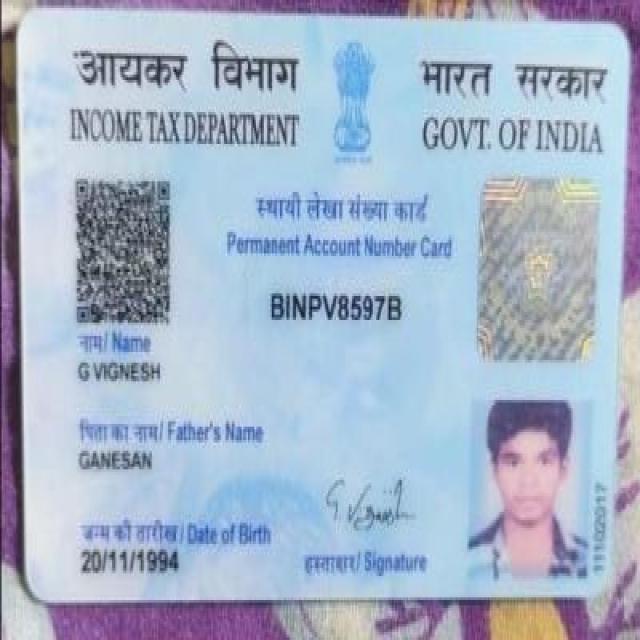 आयकर विभाग
INCOME TAX DEPARTMENT
भारत सरकार
GOVT. OF INDIA
स्थायी लेखा संख्या कार्ड
Permanent Account Number Card
BINPV8597B
नाम/ Name
G VIGNESH
पिता का नाम/ Father's Name
GANESAN
जन्म की तारीख/ Date of Birth
20/11/1994
G Vignesh
हस्ताक्षर/ Signature
11102017